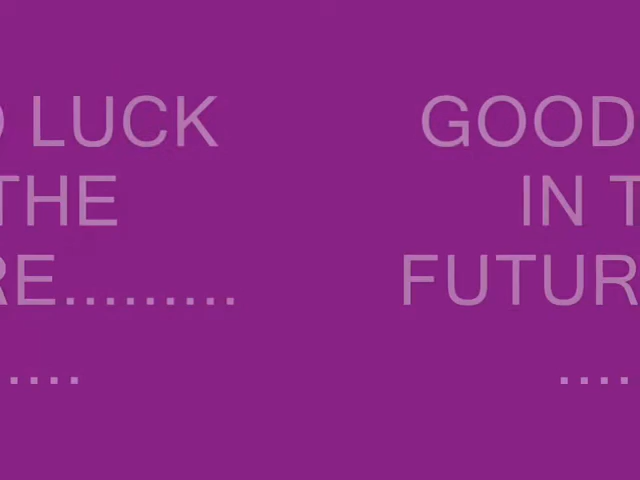 D LUCK GOOD
THE IN T
RE......... FUTUR
.... ....